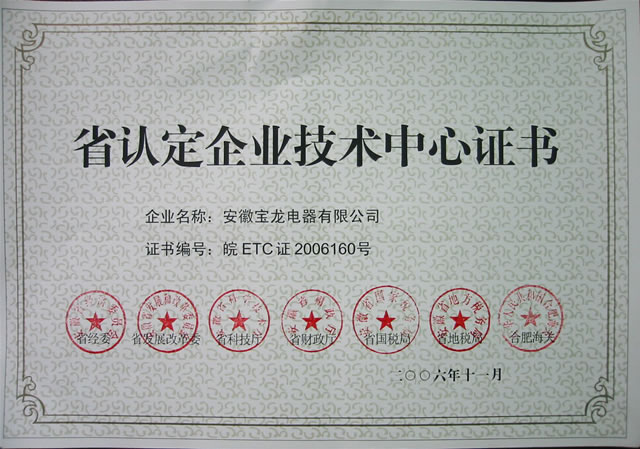 省认定企业技术中心证书
企业名称：安徽宝龙电器有限公司
证书编号：皖 ETC 证 2006160号
省经委 省发展改革委 省科技厅 省财政厅 省国税局 省地税局 合肥海关
二〇〇六年十一月